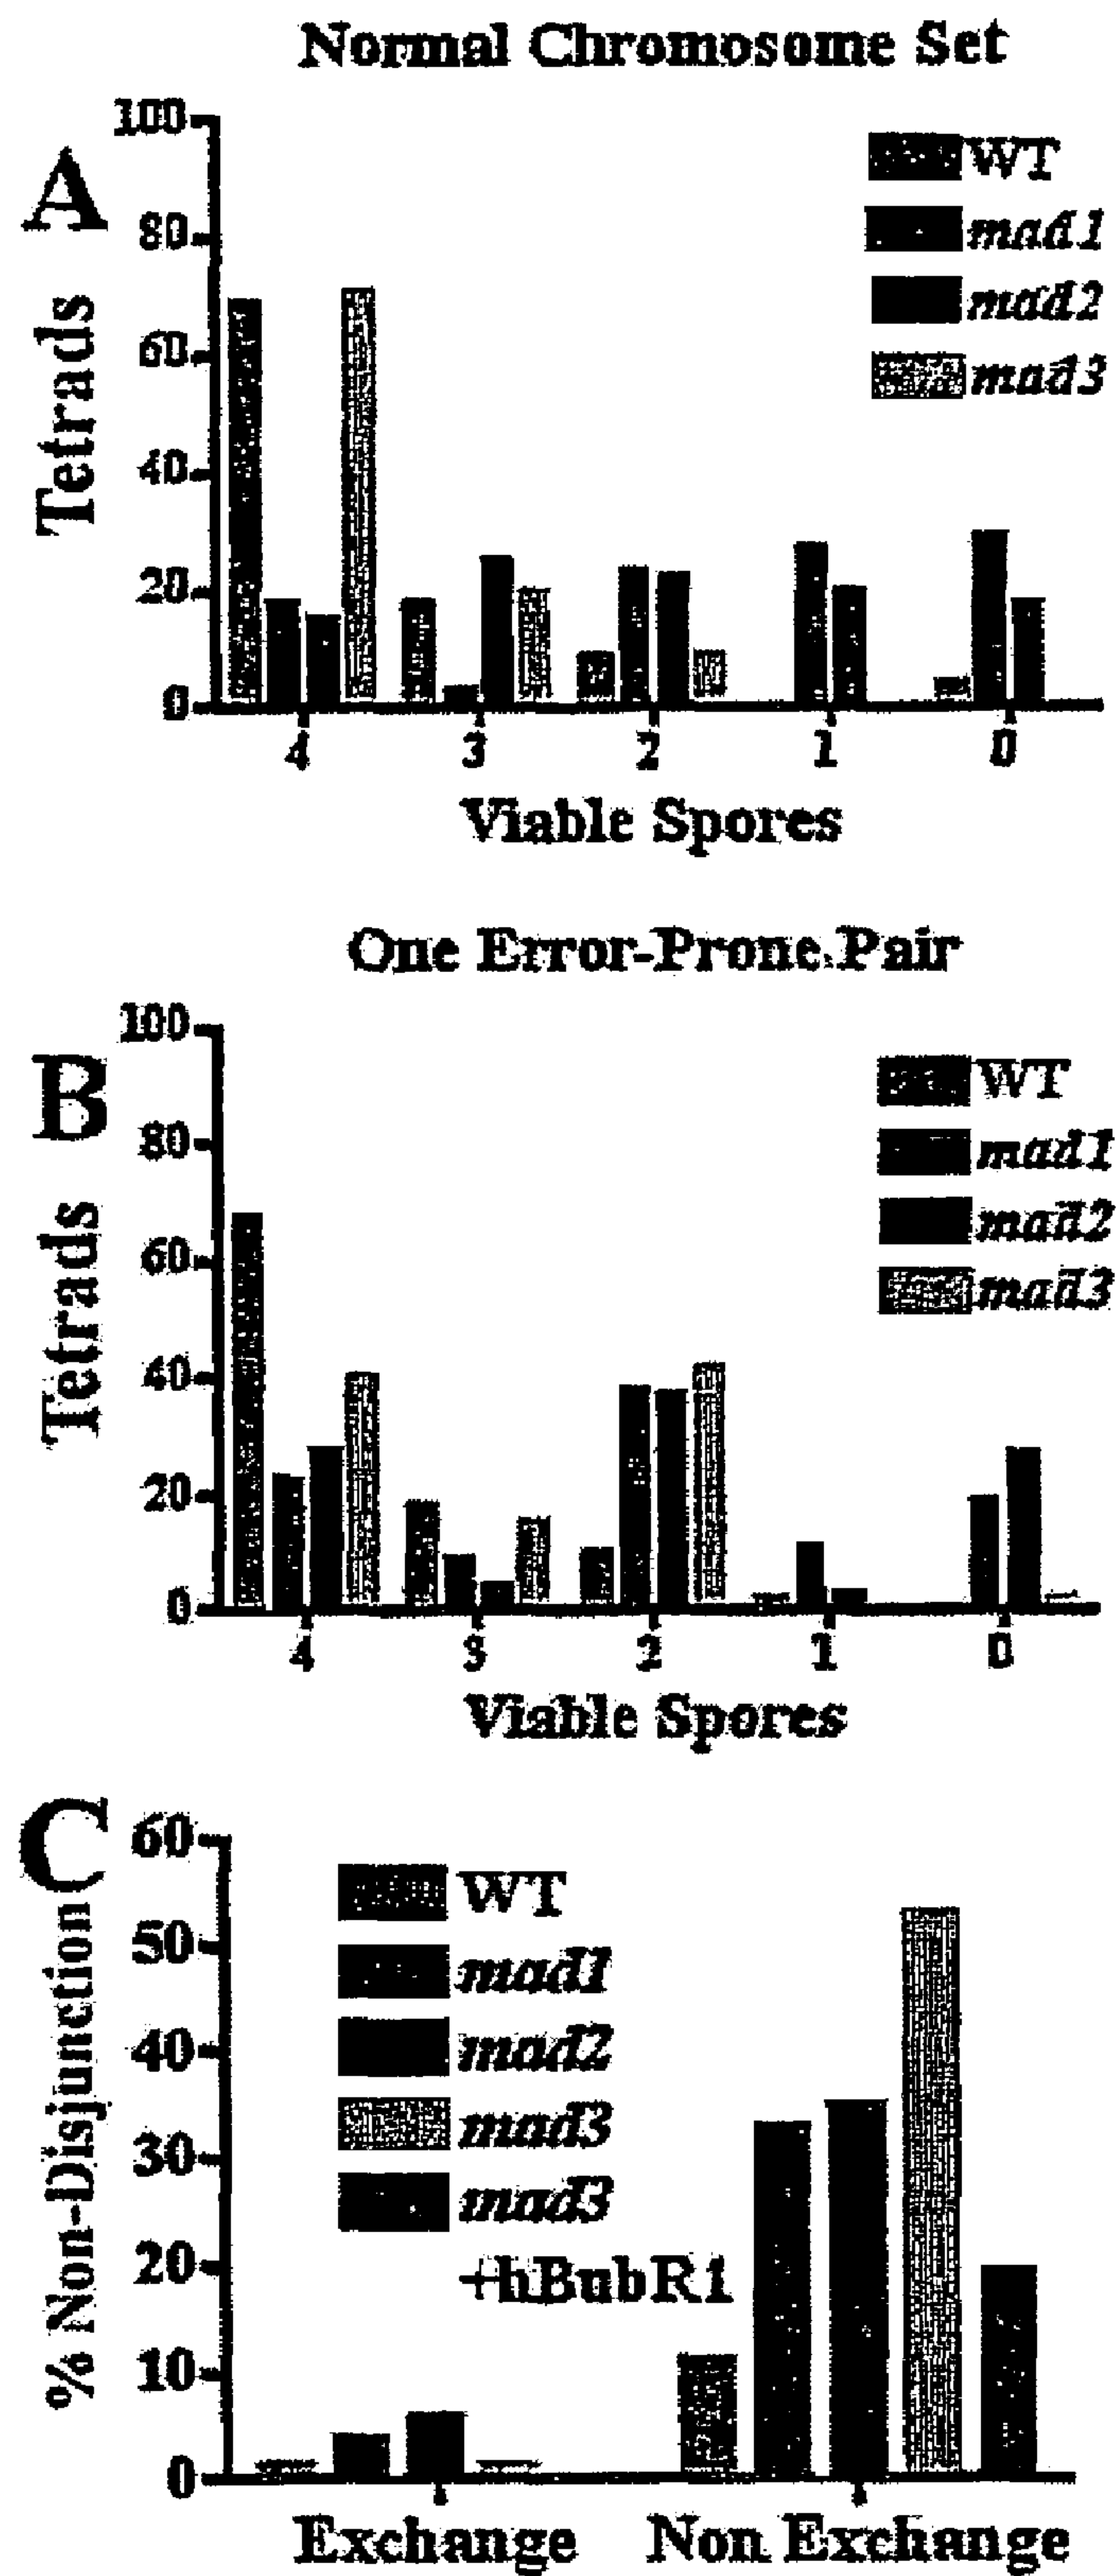 Normal Chromosome Set
A
Tetrads
100
80
60
40
20
0
WT
mad1
mad2
mad3
4 3 2 1 0
Viable Spores
One Error-Prone Pair
B
Tetrads
100
80
60
40
20
0
WT
mad1
mad2
mad3
4 3 2 1 0
Viable Spores
C
% Non-Disjunction
60
50
40
30
20
10
0
WT
mad1
mad2
mad3
mad3
+hBubR1
Exchange Non Exchange